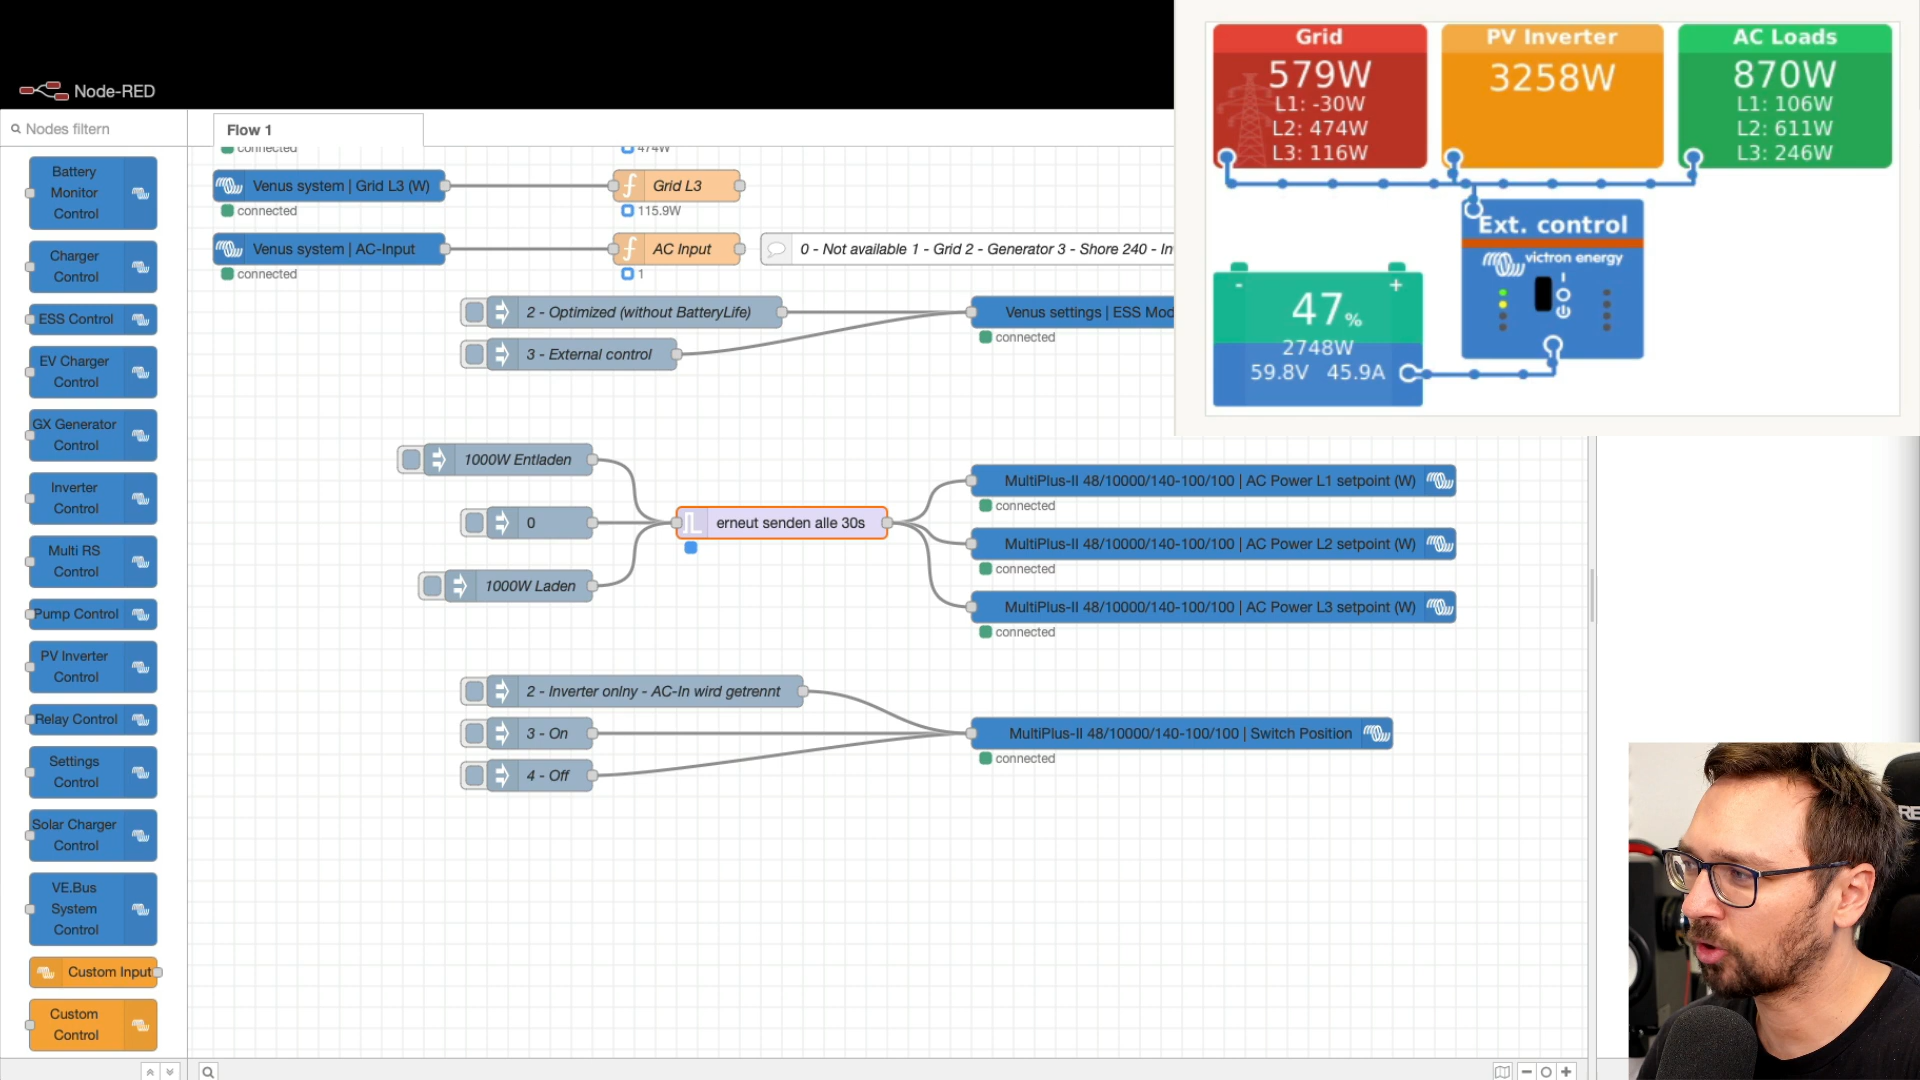 Node-RED
Nodes filtern
Flow 1
Battery
Monitor
Control
Charger
Control
ESS Control
EV Charger
Control
GX Generator
Control
Inverter
Control
Multi RS
Control
Pump Control
PV Inverter
Control
Relay Control
Settings
Control
Solar Charger
Control
VE.Bus
System
Control
Custom Input
Custom
Control
connected
474W
Venus system | Grid L3 (W)
Grid L3
connected
115.9W
Venus system | AC-Input
AC Input
0 - Not available 1 - Grid 2 - Generator 3 - Shore 240 - In
connected
1
2 - Optimized (without BatteryLife)
Venus settings | ESS Mod
connected
3 - External control
1000W Entladen
0
1000W Laden
erneut senden alle 30s
MultiPlus-II 48/10000/140-100/100 | AC Power L1 setpoint (W)
connected
MultiPlus-II 48/10000/140-100/100 | AC Power L2 setpoint (W)
connected
MultiPlus-II 48/10000/140-100/100 | AC Power L3 setpoint (W)
connected
2 - Inverter onlny - AC-In wird getrennt
3 - On
4 - Off
MultiPlus-II 48/10000/140-100/100 | Switch Position
connected
Grid
579W
L1: -30W
L2: 474W
L3: 116W
PV Inverter
3258W
AC Loads
870W
L1: 106W
L2: 611W
L3: 246W
Ext. control
victron energy
- +
47%
2748W
59.8V 45.9A